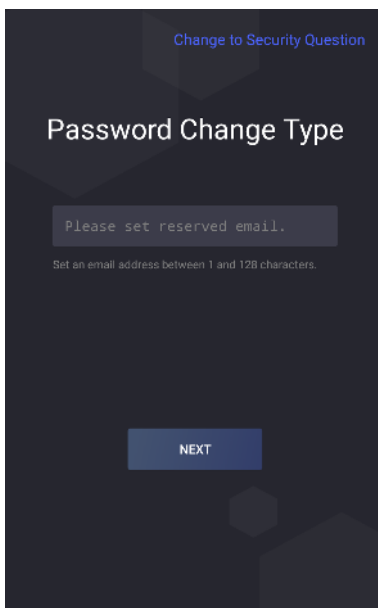 Change to Security Question
Password Change Type
Please set reserved email.
Set an email address between 1 and 128 characters.
NEXT